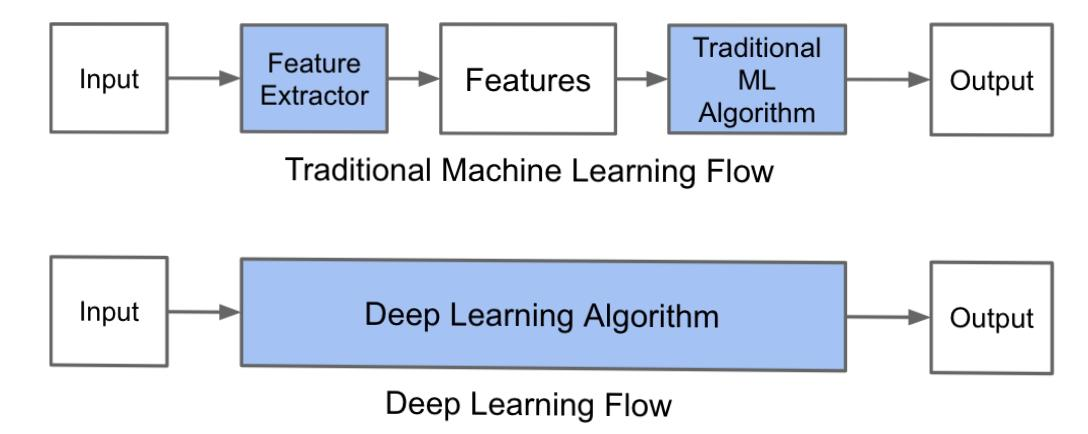 Input
Feature
Extractor
Features
Traditional
ML
Algorithm
Output
Traditional Machine Learning Flow
Input
Deep Learning Algorithm
Output
Deep Learning Flow